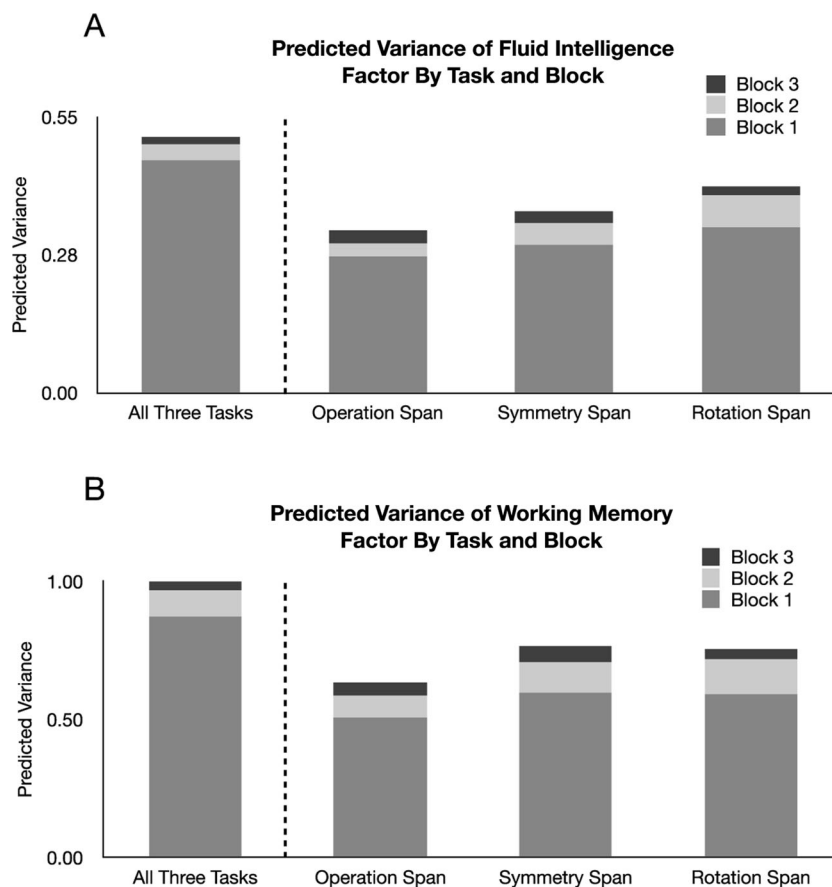 A
Predicted Variance of Fluid Intelligence
Factor By Task and Block
Block 3
Block 2
Block 1
0.55
0.28
0.00
Predicted Variance
All Three Tasks
Operation Span
Symmetry Span
Rotation Span
B
Predicted Variance of Working Memory
Factor By Task and Block
Block 3
Block 2
Block 1
1.00
0.50
0.00
Predicted Variance
All Three Tasks
Operation Span
Symmetry Span
Rotation Span